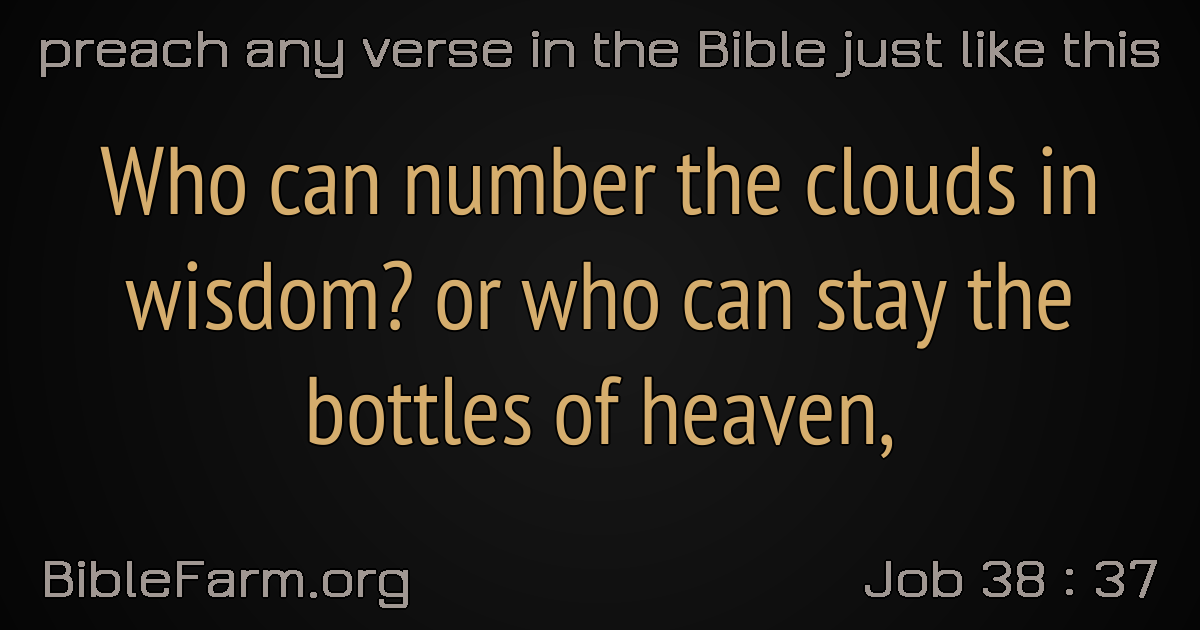 preach any verse in the Bible just like this
Who can number the clouds in
wisdom? or who can stay the
bottles of heaven,
BibleFarm.org
Job 38 : 37